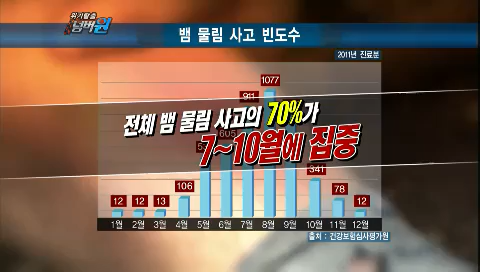 위기탈출
넘버원
뱀 물림 사고 빈도수
2011년 진료분
1077
911
전체 뱀 물림 사고의 70%가
605
7~10월에 집중
341
106
78
12 12 13
12
1월 2월 3월 4월 5월 6월 7월 8월 9월 10월 11월 12월
출처 : 건강보험심사평가원